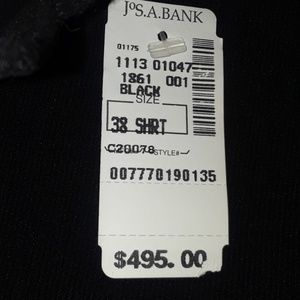 JoS.A.BANK
01175
1113 01047
1861 001
BLACK
SIZE
38 SHRT
C20078
STYLE#
007770190135
$495.00